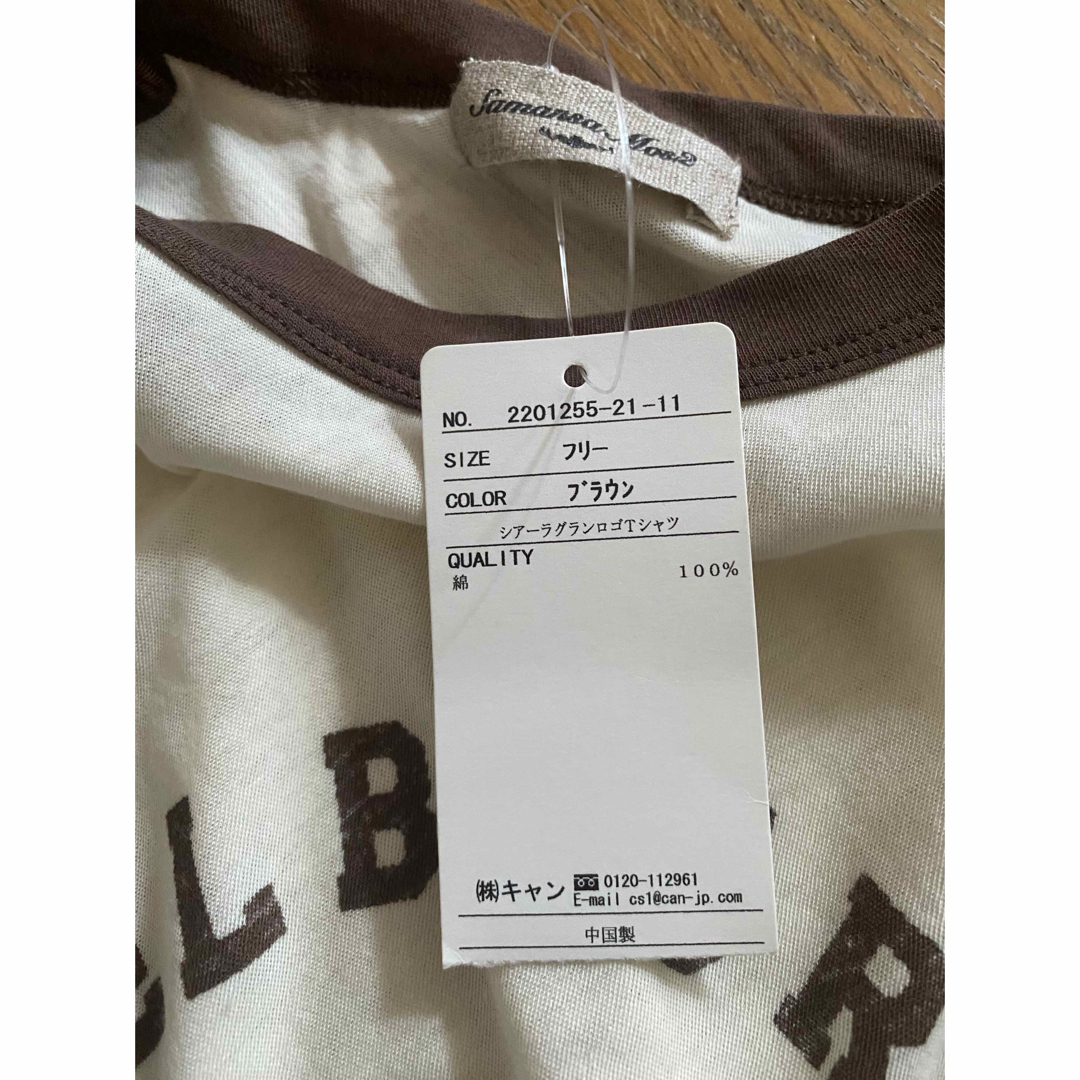 Samansa Mos2
NO. 2201255-21-11
SIZE フリー
COLOR ブラウン
シアーラグランロゴTシャツ
QUALITY
綿 100%
㈱キャン 0120-112961
E-mail cs1@can-jp.com
中国製
L B R